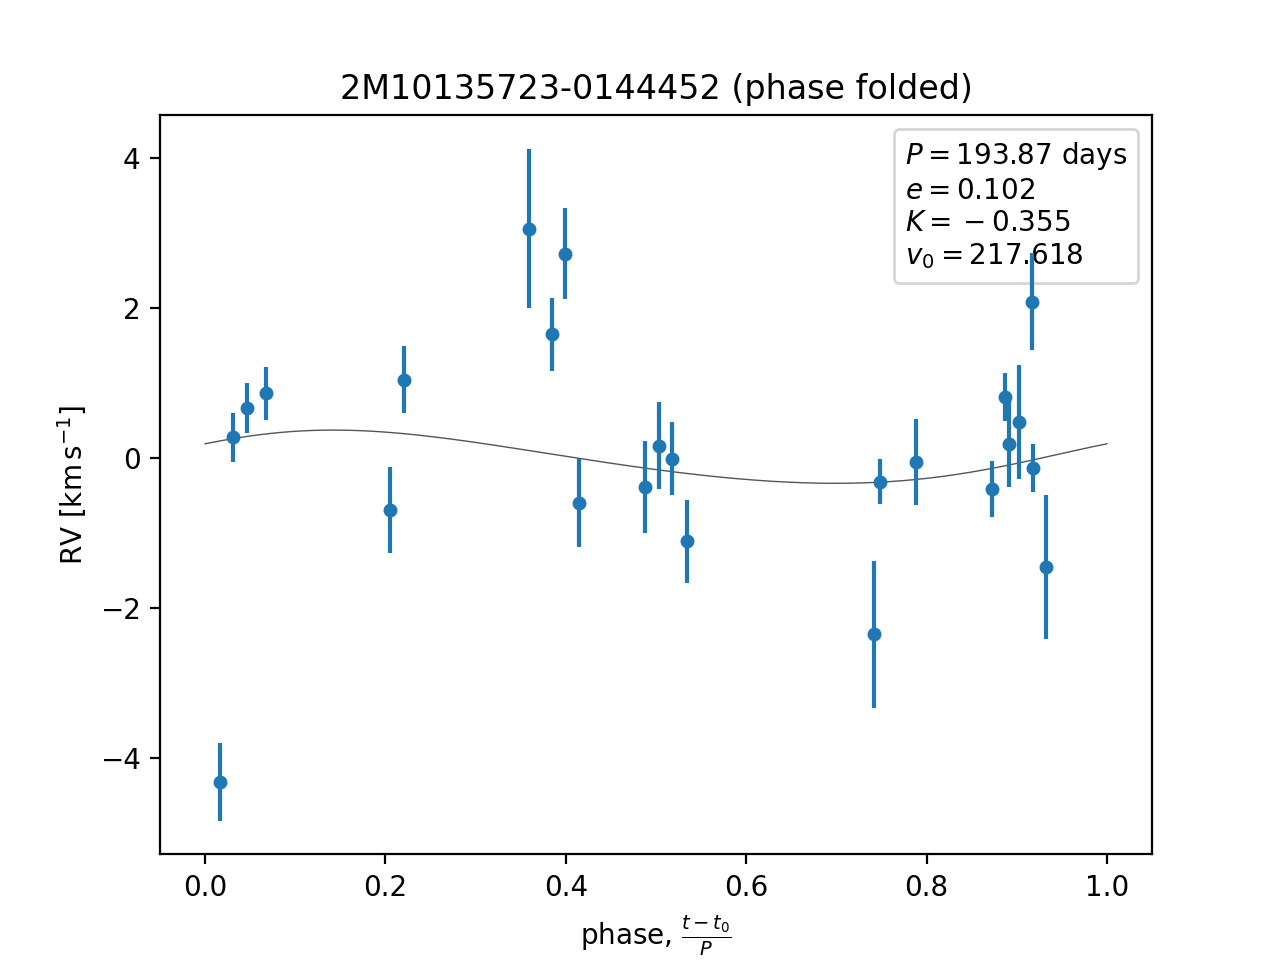 2M10135723-0144452 (phase folded)
P = 193.87 days
e = 0.102
K = −0.355
v₀ = 217.618
4
2
0
−2
−4
RV [km s⁻¹]
0.0 0.2 0.4 0.6 0.8 1.0
phase, (t − t₀)/P